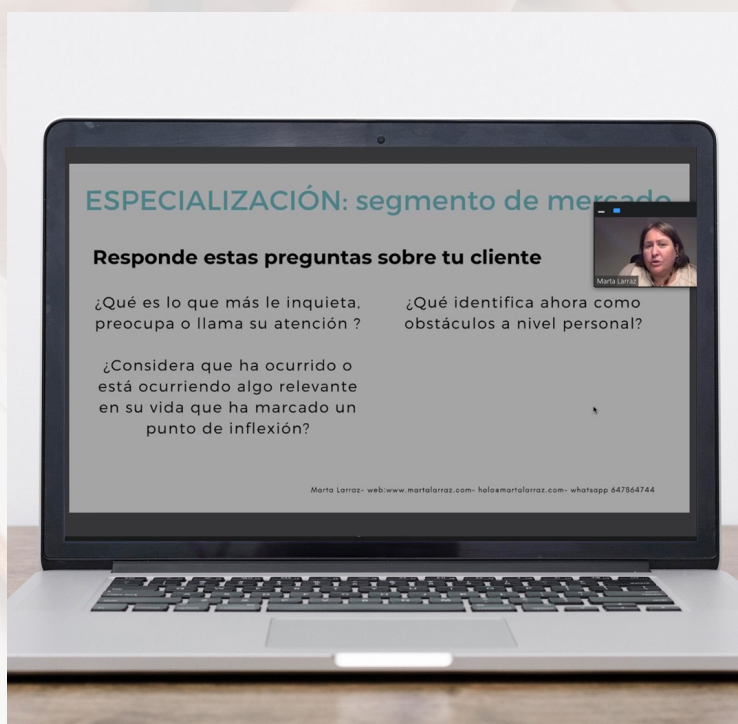 ESPECIALIZACIÓN: segmento de mercado
Marta Larraz
Responde estas preguntas sobre tu cliente
¿Qué es lo que más le inquieta,
preocupa o llama su atención ?
¿Considera que ha ocurrido o
está ocurriendo algo relevante
en su vida que ha marcado un
punto de inflexión?
¿Qué identifica ahora como
obstáculos a nivel personal?
Marta Larraz- web:www.martalarraz.com- hola@martalarraz.com- whatsapp 647864744